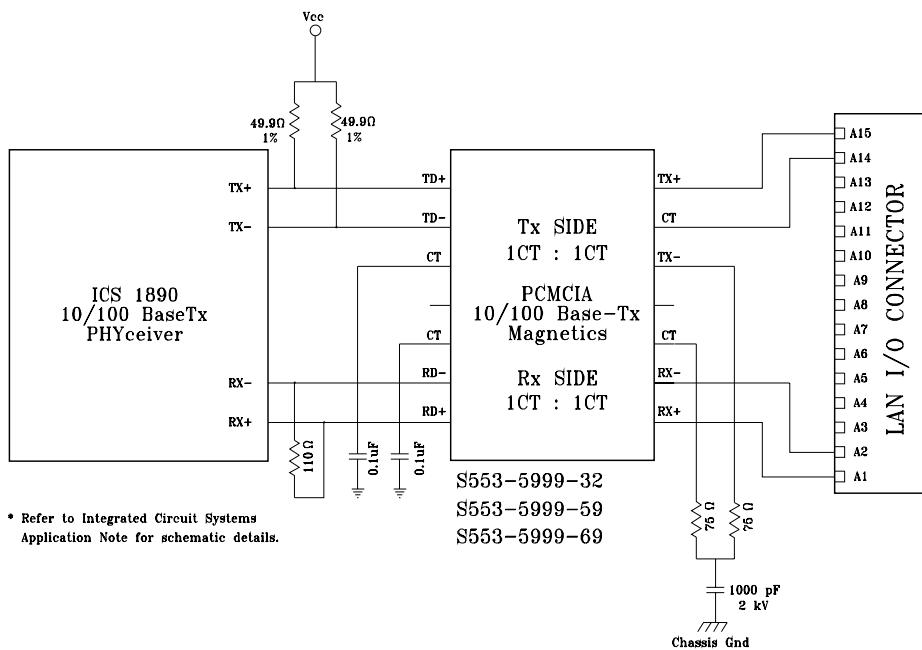 Vcc
49.9Ω
1%
49.9Ω
1%
TX+
TX-
ICS 1890
10/100 BaseTx
PHYceiver
RX-
RX+
110Ω
0.1uF
0.1uF
TD+
TD-
CT
CT
RD-
RD+
Tx SIDE
1CT : 1CT
PCMCIA
10/100 Base-Tx
Magnetics
Rx SIDE
1CT : 1CT
TX+
CT
TX-
CT
RX-
RX+
S553-5999-32
S553-5999-59
S553-5999-69
A15
A14
A13
A12
A11
A10
A9
A8
A7
A6
A5
A4
A3
A2
A1
LAN I/O CONNECTOR
75 Ω
75 Ω
1000 pF
2 kV
Chassis Gnd
* Refer to Integrated Circuit Systems
Application Note for schematic details.